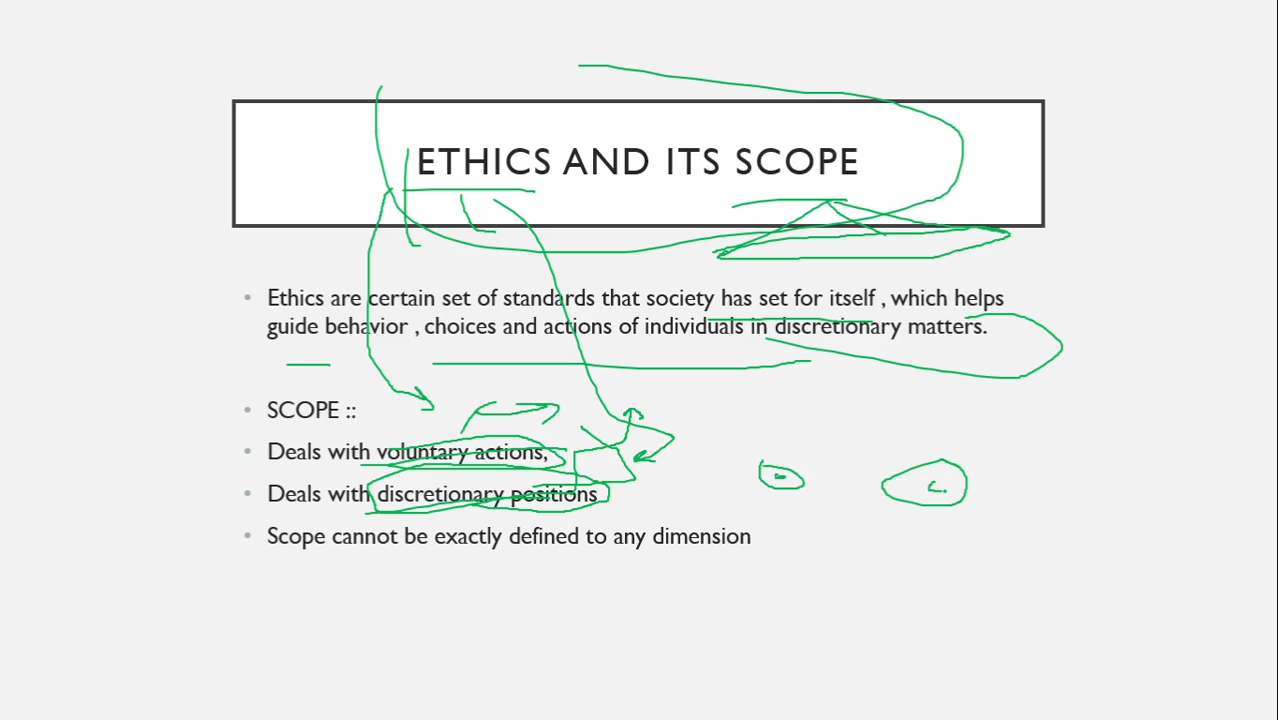 ETHICS AND ITS SCOPE
• Ethics are certain set of standards that society has set for itself , which helps
guide behavior , choices and actions of individuals in discretionary matters.
• SCOPE ::
• Deals with voluntary actions,
• Deals with discretionary positions
• Scope cannot be exactly defined to any dimension